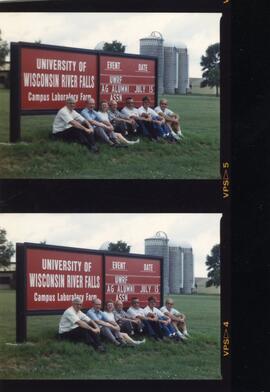 UNIVERSITY OF
WISCONSIN RIVER FALLS
Campus Laboratory Farm
EVENT DATE
UWRF
AG ALUMNI JULY 15
ASSN
VPS 5
UNIVERSITY OF
WISCONSIN RIVER FALLS
Campus Laboratory Farm
EVENT DATE
UWRF
AG ALUMNI JULY 15
ASSN
VPS 4